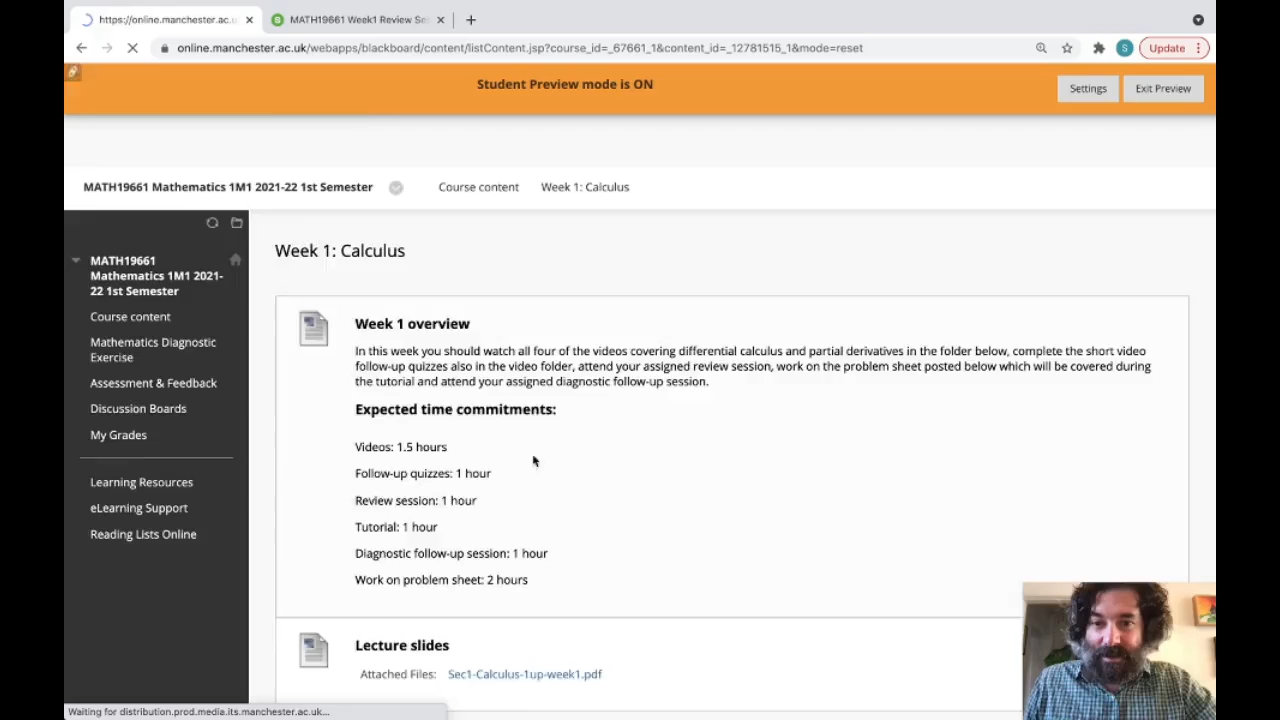 https://online.manchester.ac.u
MATH19661 Week1 Review Se
online.manchester.ac.uk/webapps/blackboard/content/listContent.jsp?course_id=_67661_1&content_id=_12781515_1&mode=reset
S
Update
Student Preview mode is ON
Settings
Exit Preview
MATH19661 Mathematics 1M1 2021-22 1st Semester
Course content
Week 1: Calculus
MATH19661
Mathematics 1M1 2021-
22 1st Semester
Course content
Mathematics Diagnostic
Exercise
Assessment & Feedback
Discussion Boards
My Grades
Learning Resources
eLearning Support
Reading Lists Online
Week 1: Calculus
Week 1 overview
In this week you should watch all four of the videos covering differential calculus and partial derivatives in the folder below, complete the short video
follow-up quizzes also in the video folder, attend your assigned review session, work on the problem sheet posted below which will be covered during
the tutorial and attend your assigned diagnostic follow-up session.
Expected time commitments:
Videos: 1.5 hours
Follow-up quizzes: 1 hour
Review session: 1 hour
Tutorial: 1 hour
Diagnostic follow-up session: 1 hour
Work on problem sheet: 2 hours
Lecture slides
Attached Files: Sec1-Calculus-1up-week1.pdf
Waiting for distribution.prod.media.its.manchester.ac.uk...